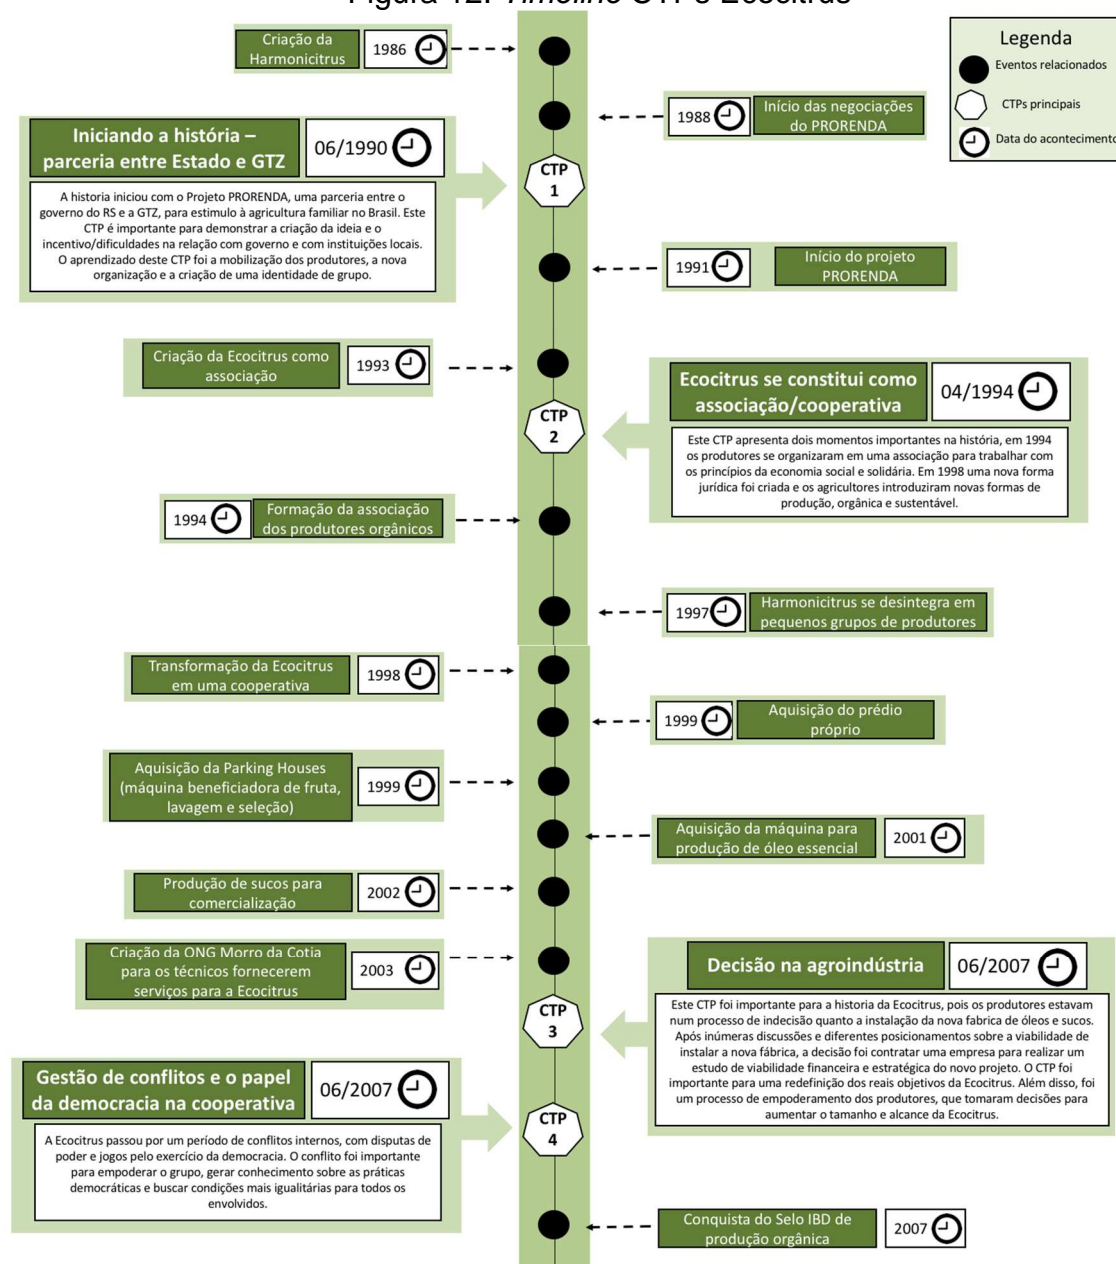 Figura 12. Timeline CTPs Ecocitrus
Legenda
Eventos relacionados
CTPs principais
Data do acontecimento
Criação da
Harmonicitrus
1986
1988
Início das negociações
do PRORENDA
Iniciando a história –
parceria entre Estado e GTZ
06/1990
A historia iniciou com o Projeto PRORENDA, uma parceria entre o
governo do RS e a GTZ, para estimulo à agricultura familiar no Brasil. Este
CTP é importante para demonstrar a criação da ideia e o
incentivo/dificuldades na relação com governo e com instituições locais.
O aprendizado deste CTP foi a mobilização dos produtores, a nova
organização e a criação de uma identidade de grupo.
CTP
1
1991
Início do projeto
PRORENDA
Criação da Ecocitrus como
associação
1993
Ecocitrus se constitui como
associação/cooperativa
04/1994
Este CTP apresenta dois momentos importantes na história, em 1994
os produtores se organizaram em uma associação para trabalhar com
os princípios da economia social e solidária. Em 1998 uma nova forma
jurídica foi criada e os agricultores introduziram novas formas de
produção, orgânica e sustentável.
CTP
2
1994
Formação da associação
dos produtores orgânicos
1997
Harmonicitrus se desintegra em
pequenos grupos de produtores
Transformação da Ecocitrus
em uma cooperativa
1998
1999
Aquisição do prédio
próprio
Aquisição da Parking Houses
(máquina beneficiadora de fruta,
lavagem e seleção)
1999
Aquisição da máquina para
produção de óleo essencial
2001
Produção de sucos para
comercialização
2002
Criação da ONG Morro da Cotia
para os técnicos fornecerem
serviços para a Ecocitrus
2003
Decisão na agroindústria
06/2007
Este CTP foi importante para a historia da Ecocitrus, pois os produtores estavam
num processo de indecisão quanto a instalação da nova fabrica de óleos e sucos.
Após inúmeras discussões e diferentes posicionamentos sobre a viabilidade de
instalar a nova fábrica, a decisão foi contratar uma empresa para realizar um
estudo de viabilidade financeira e estratégica do novo projeto. O CTP foi
importante para uma redefinição dos reais objetivos da Ecocitrus. Além disso, foi
um processo de empoderamento dos produtores, que tomaram decisões para
aumentar o tamanho e alcance da Ecocitrus.
CTP
3
Gestão de conflitos e o papel
da democracia na cooperativa
06/2007
A Ecocitrus passou por um período de conflitos internos, com disputas de
poder e jogos pelo exercício da democracia. O conflito foi importante
para empoderar o grupo, gerar conhecimento sobre as práticas
democráticas e buscar condições mais igualitárias para todos os
envolvidos.
CTP
4
Conquista do Selo IBD de
produção orgânica
2007